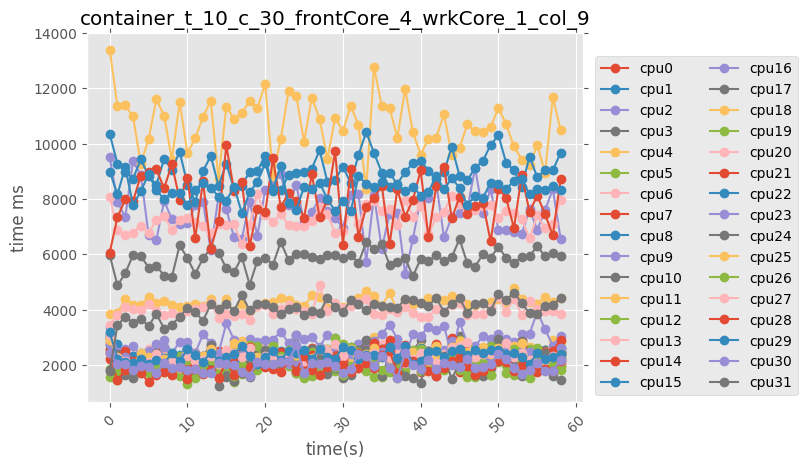 container_t_10_c_30_frontCore_4_wrkCore_1_col_9
14000
12000
10000
8000
6000
4000
2000
time ms
0
10
20
30
40
50
60
time(s)
cpu0
cpu1
cpu2
cpu3
cpu4
cpu5
cpu6
cpu7
cpu8
cpu9
cpu10
cpu11
cpu12
cpu13
cpu14
cpu15
cpu16
cpu17
cpu18
cpu19
cpu20
cpu21
cpu22
cpu23
cpu24
cpu25
cpu26
cpu27
cpu28
cpu29
cpu30
cpu31